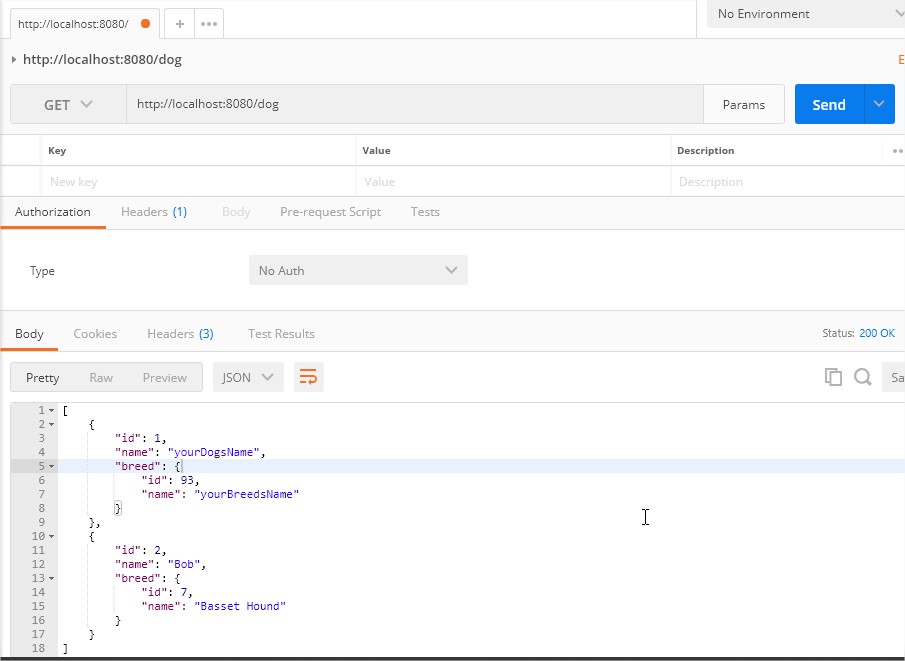 http://localhost:8080/
+
No Environment
http://localhost:8080/dog
E
GET
http://localhost:8080/dog
Params
Send
Key Value Description
New key Value Description
Authorization Headers (1) Body Pre-request Script Tests
Type No Auth
Body Cookies Headers (3) Test Results Status: 200 OK
Pretty Raw Preview JSON Sa
1 [
2 {
3 "id": 1,
4 "name": "yourDogsName",
5 "breed": {
6 "id": 93,
7 "name": "yourBreedsName"
8 }
9 },
10 {
11 "id": 2,
12 "name": "Bob",
13 "breed": {
14 "id": 7,
15 "name": "Basset Hound"
16 }
17 }
18 ]